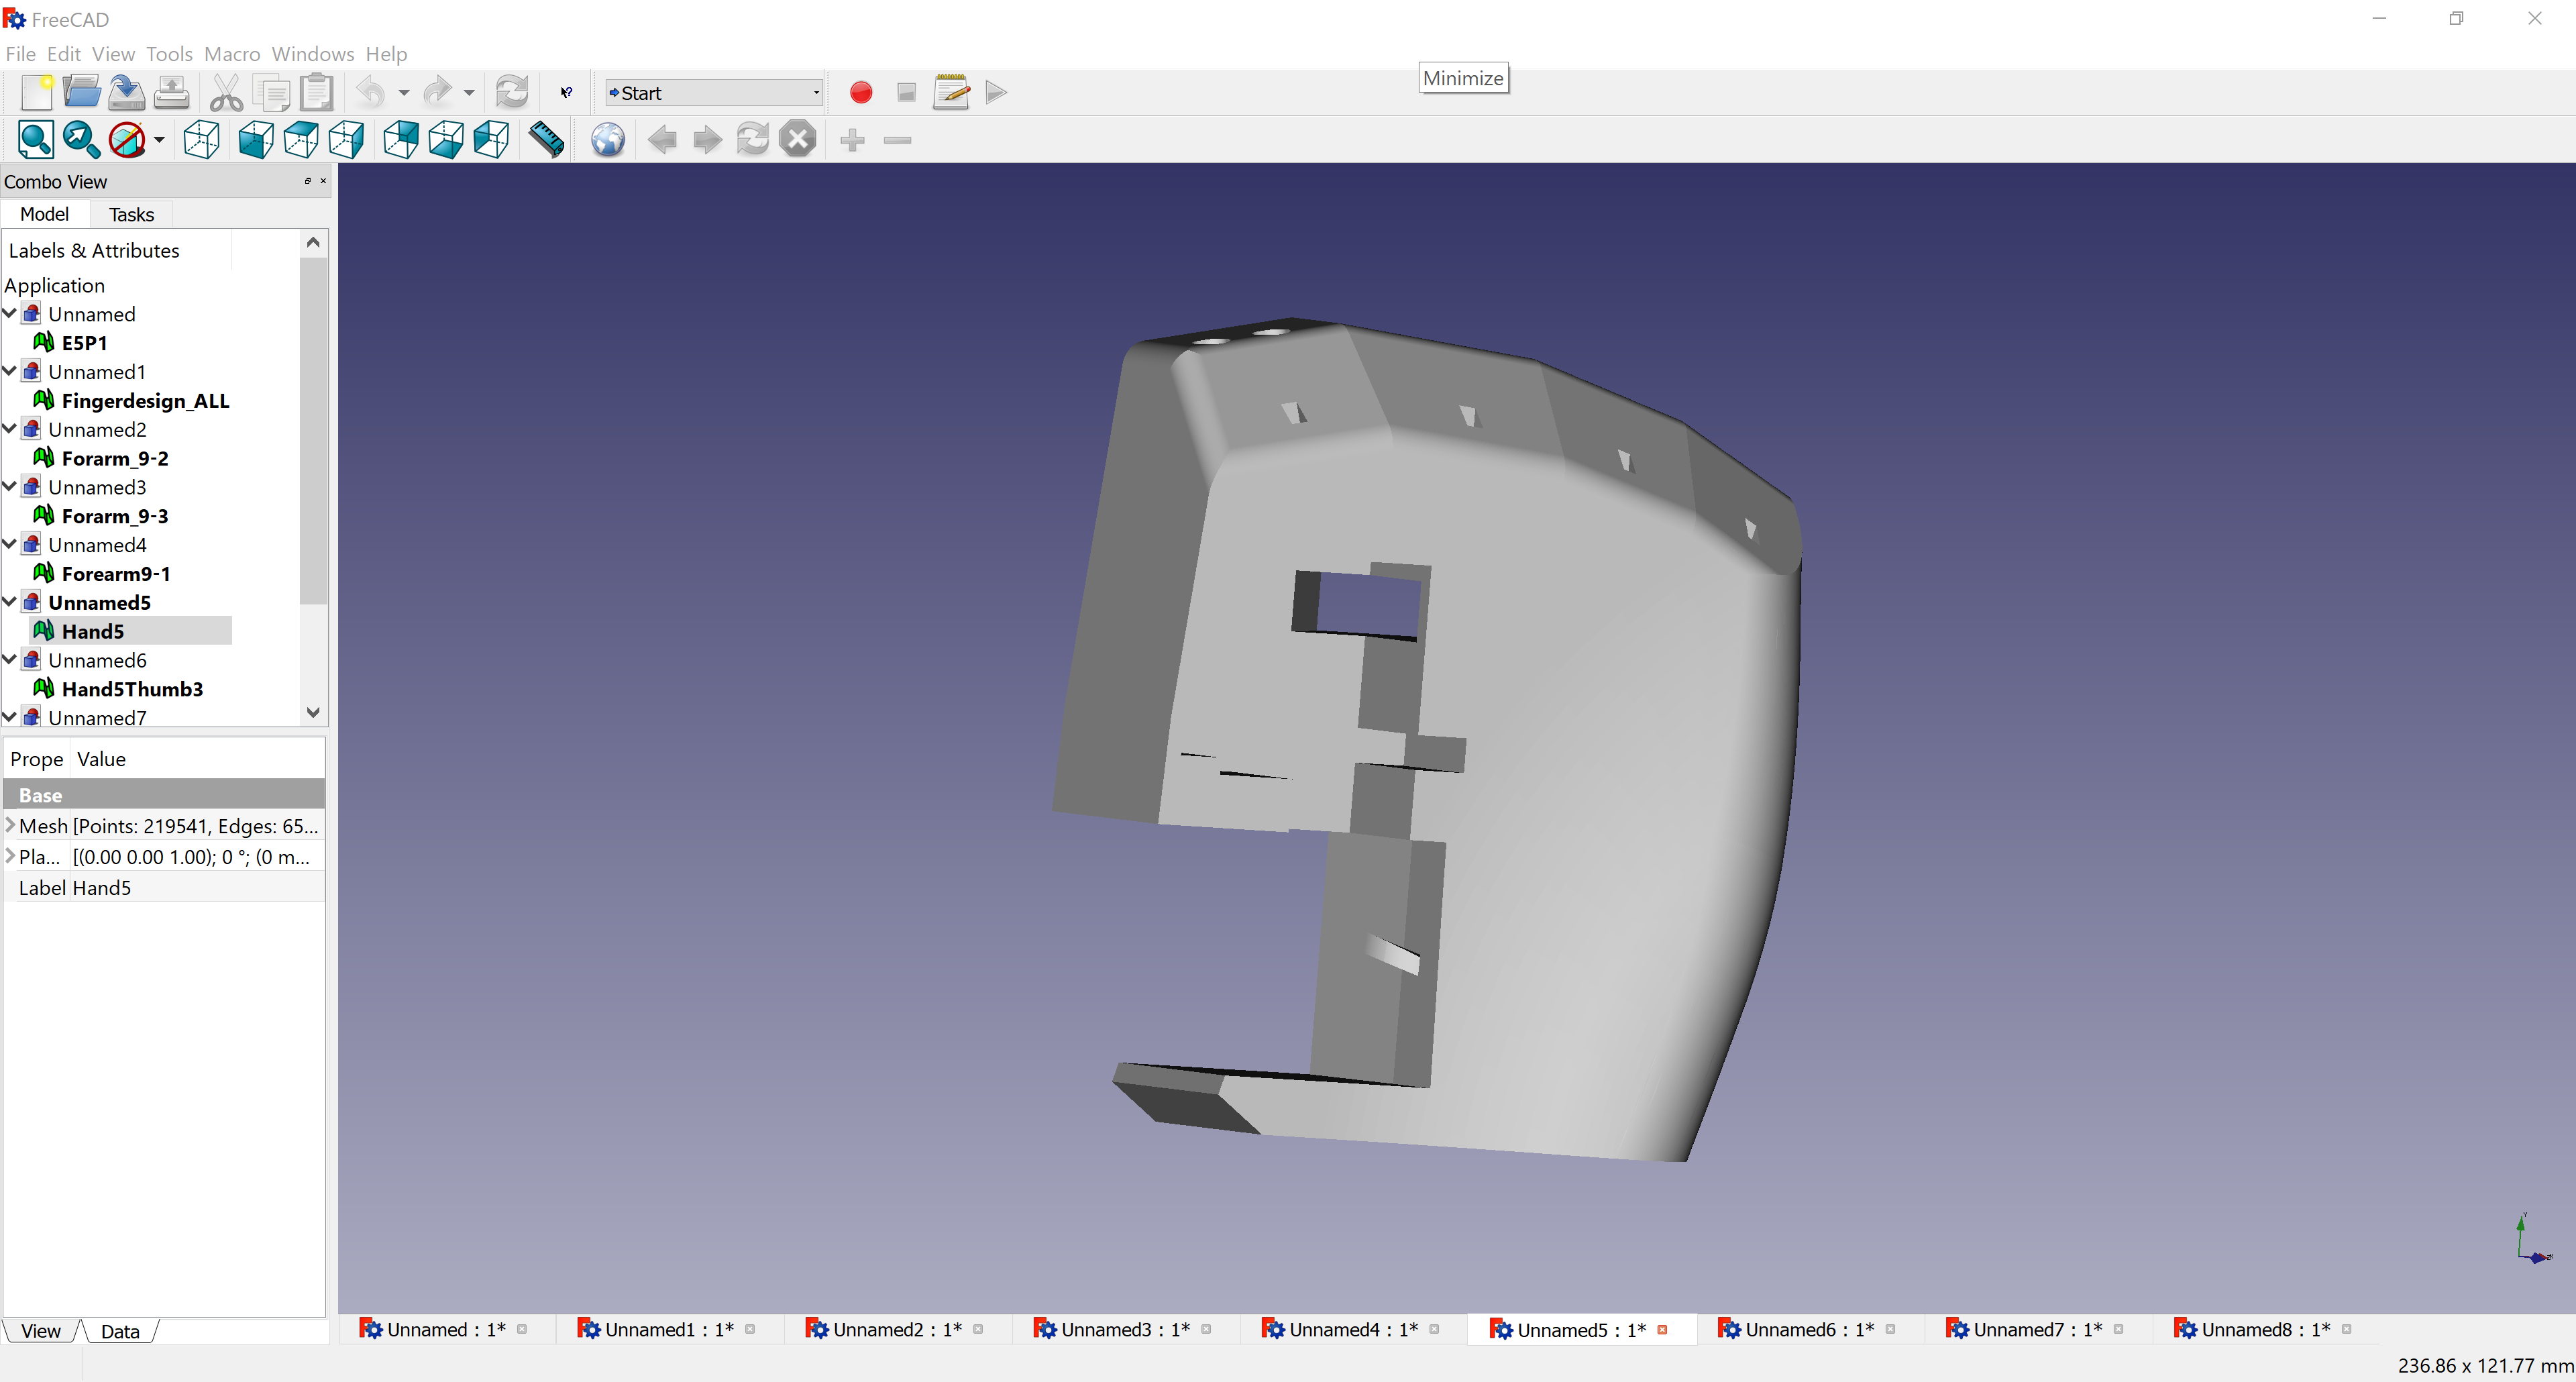 FreeCAD
File Edit View Tools Macro Windows Help
Minimize
Start
Combo View
Model Tasks
Labels & Attributes
Application
Unnamed
E5P1
Unnamed1
Fingerdesign_ALL
Unnamed2
Forarm_9-2
Unnamed3
Forarm_9-3
Unnamed4
Forearm9-1
Unnamed5
Hand5
Unnamed6
Hand5Thumb3
Unnamed7
Prope Value
Base
Mesh [Points: 219541, Edges: 65...
Pla... [(0.00 0.00 1.00); 0 °; (0 m...
Label Hand5
View Data
Unnamed : 1* Unnamed1 : 1* Unnamed2 : 1* Unnamed3 : 1* Unnamed4 : 1* Unnamed5 : 1* Unnamed6 : 1* Unnamed7 : 1* Unnamed8 : 1*
236.86 x 121.77 mm